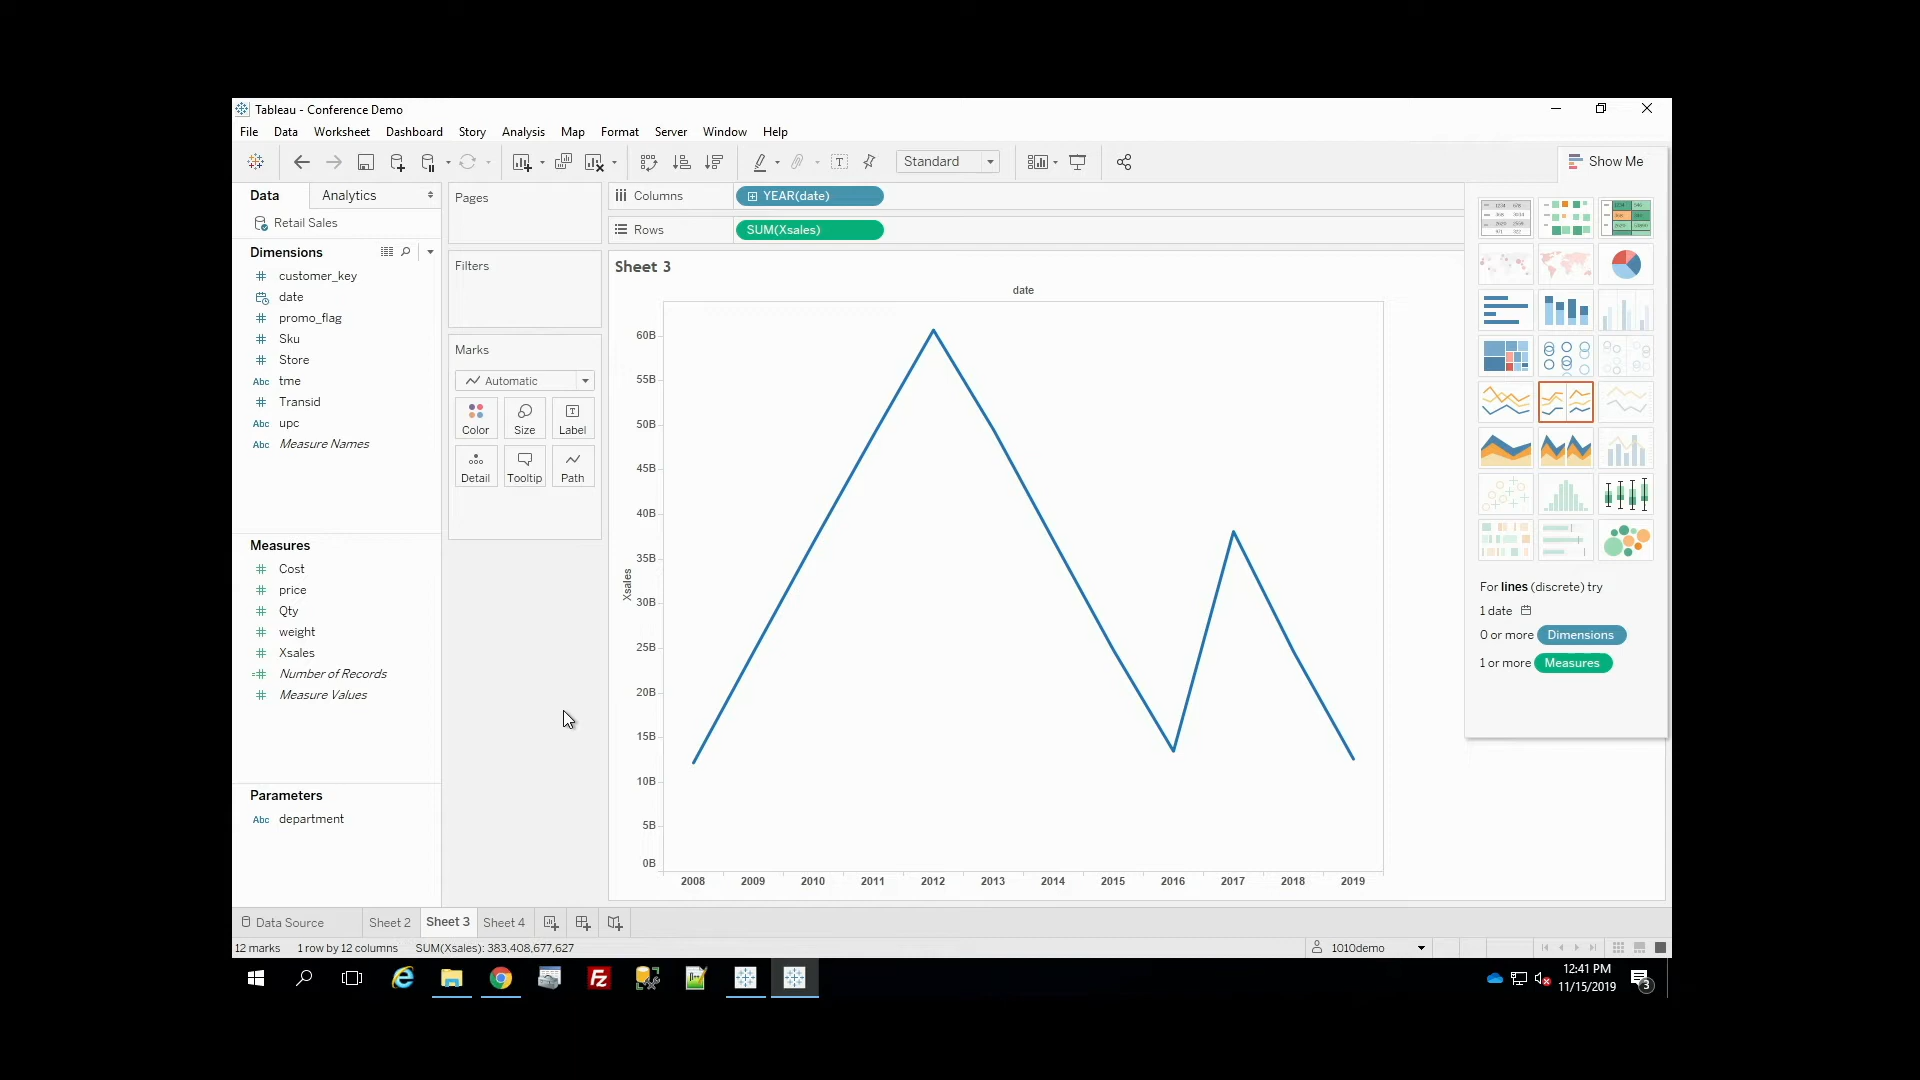 Tableau - Conference Demo
File Data Worksheet Dashboard Story Analysis Map Format Server Window Help
Standard
Show Me
Data Analytics
Retail Sales
Dimensions
customer_key
date
promo_flag
Sku
Store
Abc tme
Transid
Abc upc
Abc Measure Names
Measures
Cost
price
Qty
weight
Xsales
Number of Records
Measure Values
Parameters
Abc department
Pages
Filters
Marks
Automatic
Color Size Label
Detail Tooltip Path
Columns YEAR(date)
Rows SUM(Xsales)
Sheet 3
date
Xsales
60B
55B
50B
45B
40B
35B
30B
25B
20B
15B
10B
5B
0B
2008 2009 2010 2011 2012 2013 2014 2015 2016 2017 2018 2019
For lines (discrete) try
1 date
0 or more Dimensions
1 or more Measures
Data Source Sheet 2 Sheet 3 Sheet 4
12 marks 1 row by 12 columns SUM(Xsales): 383,408,677,627
1010demo
12:41 PM
11/15/2019
3